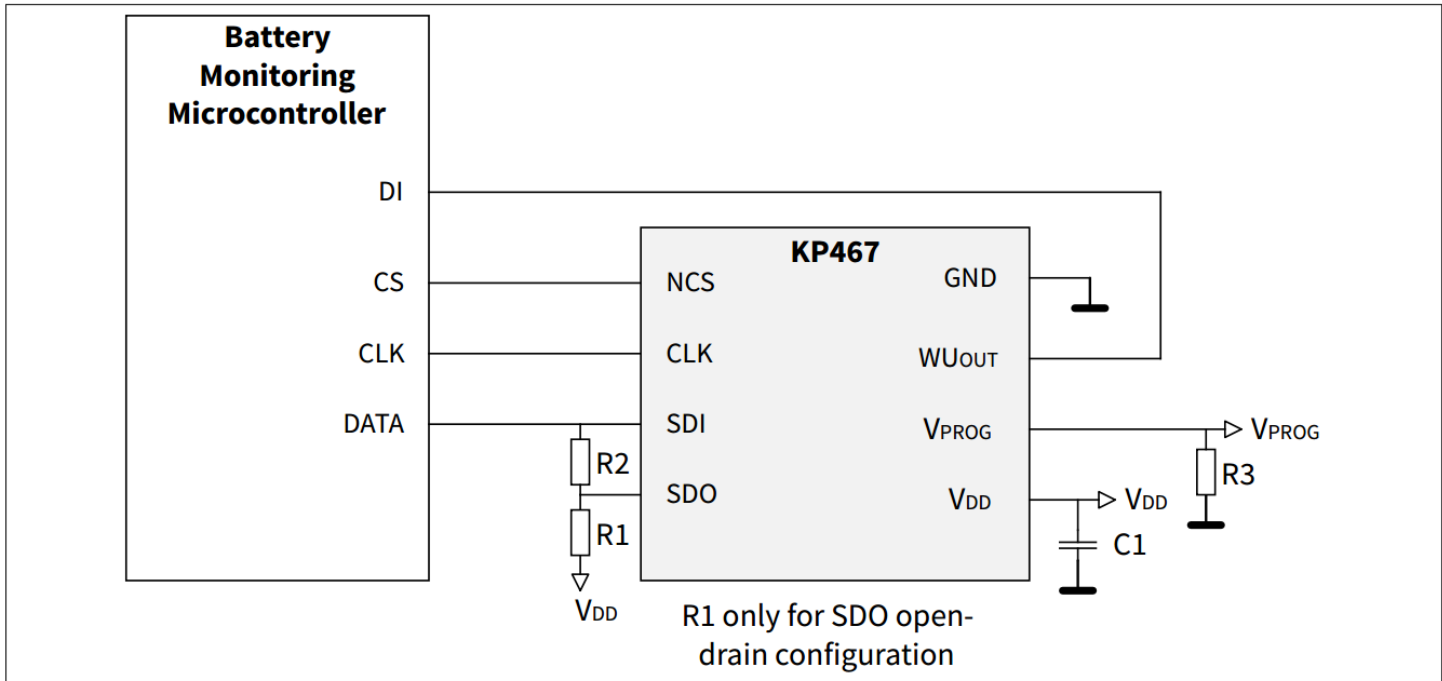 Battery
Monitoring
Microcontroller
DI
CS
CLK
DATA
KP467
NCS
CLK
SDI
SDO
GND
WUOUT
VPROG
VDD
R2
R1
VDD
VPROG
R3
VDD
C1
R1 only for SDO open-
drain configuration